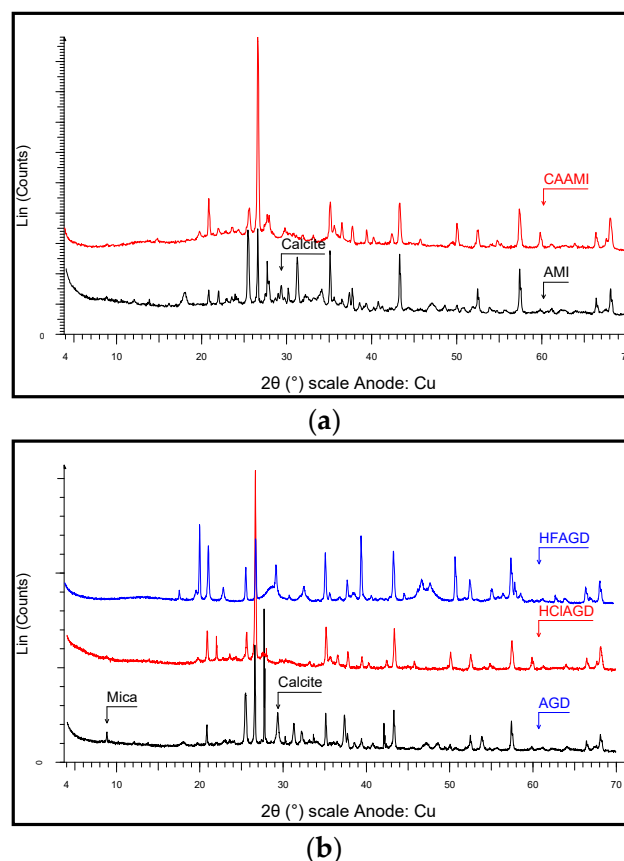 Lin (Counts)
CAAMI
Calcite
AMI
0
4 10 20 30 40 50 60 70
2θ (°) scale Anode: Cu
(a)
Lin (Counts)
HFAGD
HClAGD
Mica
Calcite
AGD
0
4 10 20 30 40 50 60 70
2θ (°) scale Anode: Cu
(b)